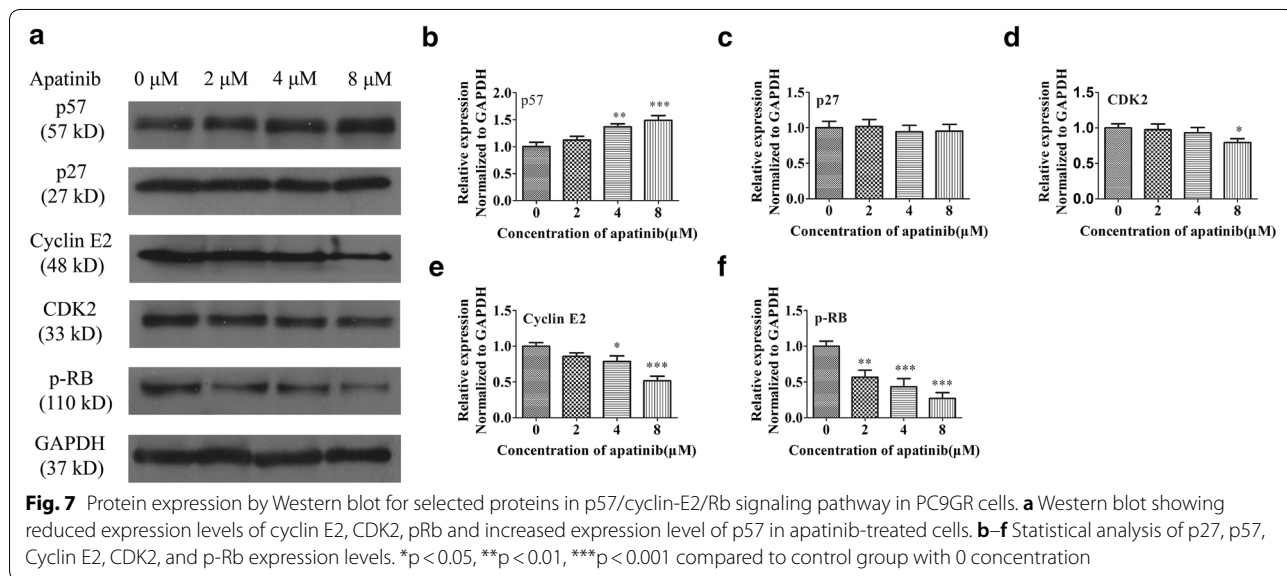 a
Apatinib 0 μM 2 μM 4 μM 8 μM
p57
(57 kD)
p27
(27 kD)
Cyclin E2
(48 kD)
CDK2
(33 kD)
p-RB
(110 kD)
GAPDH
(37 kD)
b
Relative expression
Normalized to GAPDH
2.0
1.5
1.0
0.5
0.0
p57
** ***
0 2 4 8
Concentration of apatinib(μM)
c
Relative expression
Normalized to GAPDH
1.5
1.0
0.5
0.0
p27
0 2 4 8
Concentration of apatinib(μM)
d
Relative expression
Normalized to GAPDH
1.5
1.0
0.5
0.0
CDK2
*
0 2 4 8
Concentration of apatinib(μM)
e
Relative expression
Normalized to GAPDH
1.5
1.0
0.5
0.0
Cyclin E2
* ***
0 2 4 8
Concentration of apatinib(μM)
f
Relative expression
Normalized to GAPDH
1.5
1.0
0.5
0.0
p-RB
** *** ***
0 2 4 8
Concentration of apatinib(μM)
Fig. 7 Protein expression by Western blot for selected proteins in p57/cyclin-E2/Rb signaling pathway in PC9GR cells. a Western blot showing
reduced expression levels of cyclin E2, CDK2, pRb and increased expression level of p57 in apatinib-treated cells. b–f Statistical analysis of p27, p57,
Cyclin E2, CDK2, and p-Rb expression levels. *p < 0.05, **p < 0.01, ***p < 0.001 compared to control group with 0 concentration